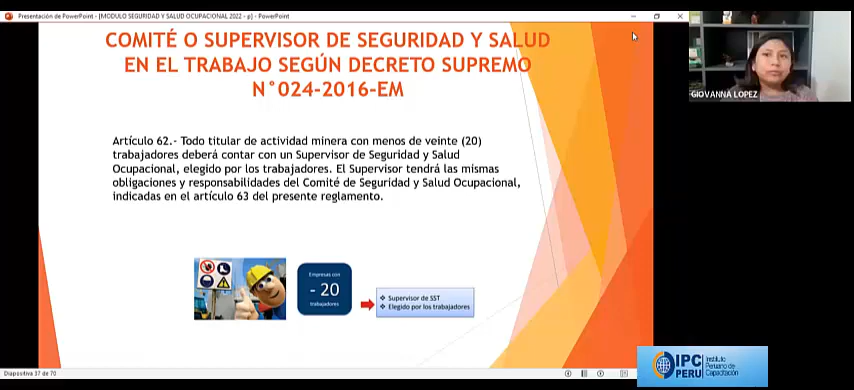 Presentación de PowerPoint - [MODULO SEGURIDAD Y SALUD OCUPACIONAL 2022 - p] - PowerPoint
COMITÉ O SUPERVISOR DE SEGURIDAD Y SALUD
EN EL TRABAJO SEGÚN DECRETO SUPREMO
N°024-2016-EM
GIOVANNA LOPEZ
Artículo 62.- Todo titular de actividad minera con menos de veinte (20)
trabajadores deberá contar con un Supervisor de Seguridad y Salud
Ocupacional, elegido por los trabajadores. El Supervisor tendrá las mismas
obligaciones y responsabilidades del Comité de Seguridad y Salud Ocupacional,
indicadas en el artículo 63 del presente reglamento.
Empresas con
- 20
trabajadores
❖ Supervisor de SST
❖ Elegido por los trabajadores
Diapositiva 37 de 70
IPC
PERU
Instituto
Peruano de
Capacitación